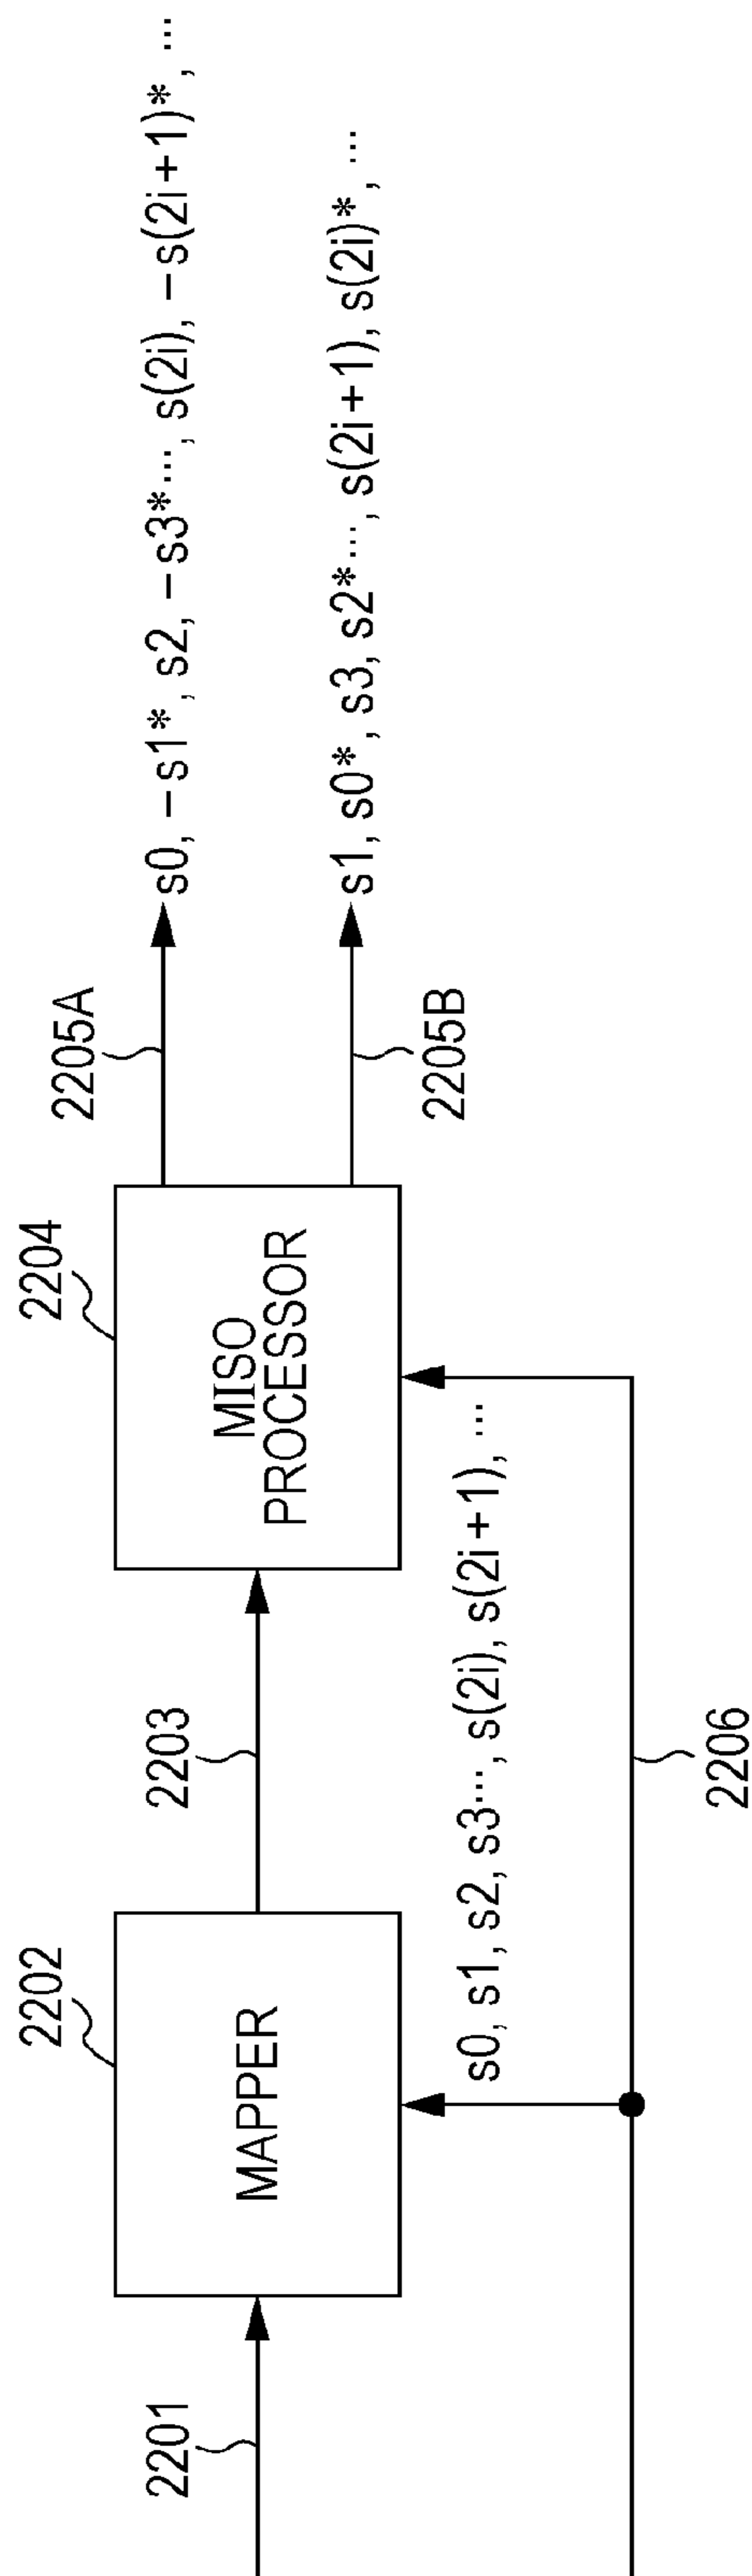 2201
2202
MAPPER
2203
s0, s1, s2, s3···, s(2i), s(2i+1), ···
2204
MISO
PROCESSOR
2205A
s0, −s1*, s2, −s3*···, s(2i), −s(2i+1)*, ···
2205B
s1, s0*, s3, s2*···, s(2i+1), s(2i)*, ···
2206